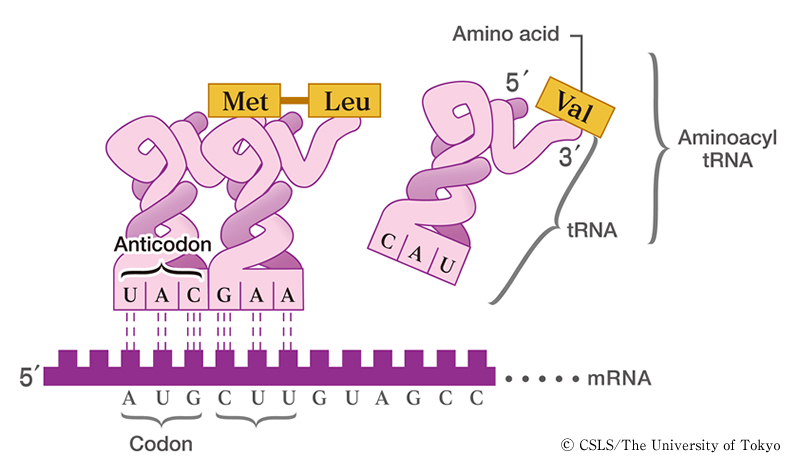 Amino acid
5´
Val
3´
Met
Leu
Aminoacyl
tRNA
tRNA
C A U
Anticodon
U A C G A A
5´
mRNA
A U G C U U G U A G C C
Codon
© CSLS/The University of Tokyo